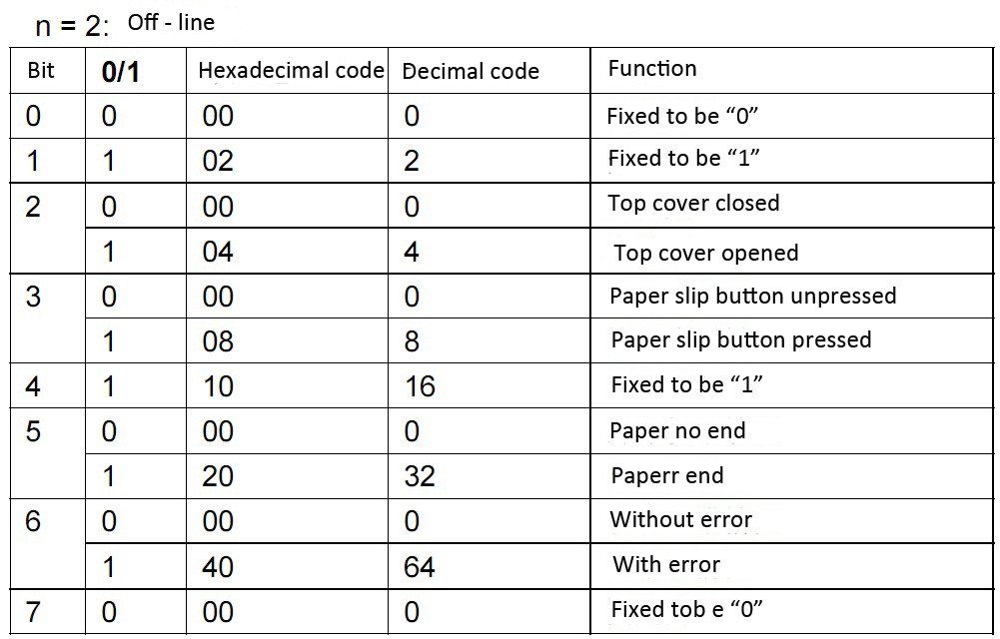 n = 2: Off - line
Bit 0/1 Hexadecimal code Decimal code Function
0 0 00 0 Fixed to be “0”
1 1 02 2 Fixed to be “1”
2 0 00 0 Top cover closed
1 04 4 Top cover opened
3 0 00 0 Paper slip button unpressed
1 08 8 Paper slip button pressed
4 1 10 16 Fixed to be “1”
5 0 00 0 Paper no end
1 20 32 Paperr end
6 0 00 0 Without error
1 40 64 With error
7 0 00 0 Fixed tob e “0”